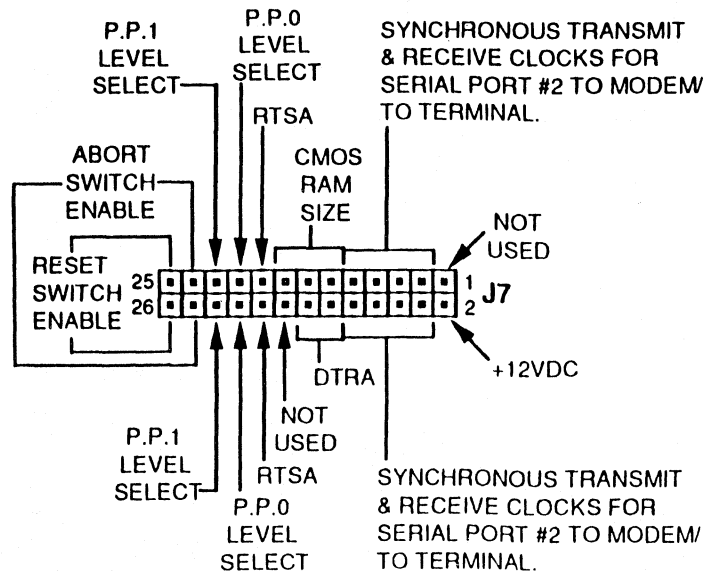 P.P.1
LEVEL
SELECT
P.P.0
LEVEL
SELECT
SYNCHRONOUS TRANSMIT
& RECEIVE CLOCKS FOR
SERIAL PORT #2 TO MODEM/
TO TERMINAL.
RTSA
ABORT
SWITCH
ENABLE
CMOS
RAM
SIZE
NOT
USED
RESET
SWITCH
ENABLE
25
26
1
2
J7
+12VDC
DTRA
NOT
USED
P.P.1
LEVEL
SELECT
RTSA
P.P.0
LEVEL
SELECT
SYNCHRONOUS TRANSMIT
& RECEIVE CLOCKS FOR
SERIAL PORT #2 TO MODEM/
TO TERMINAL.